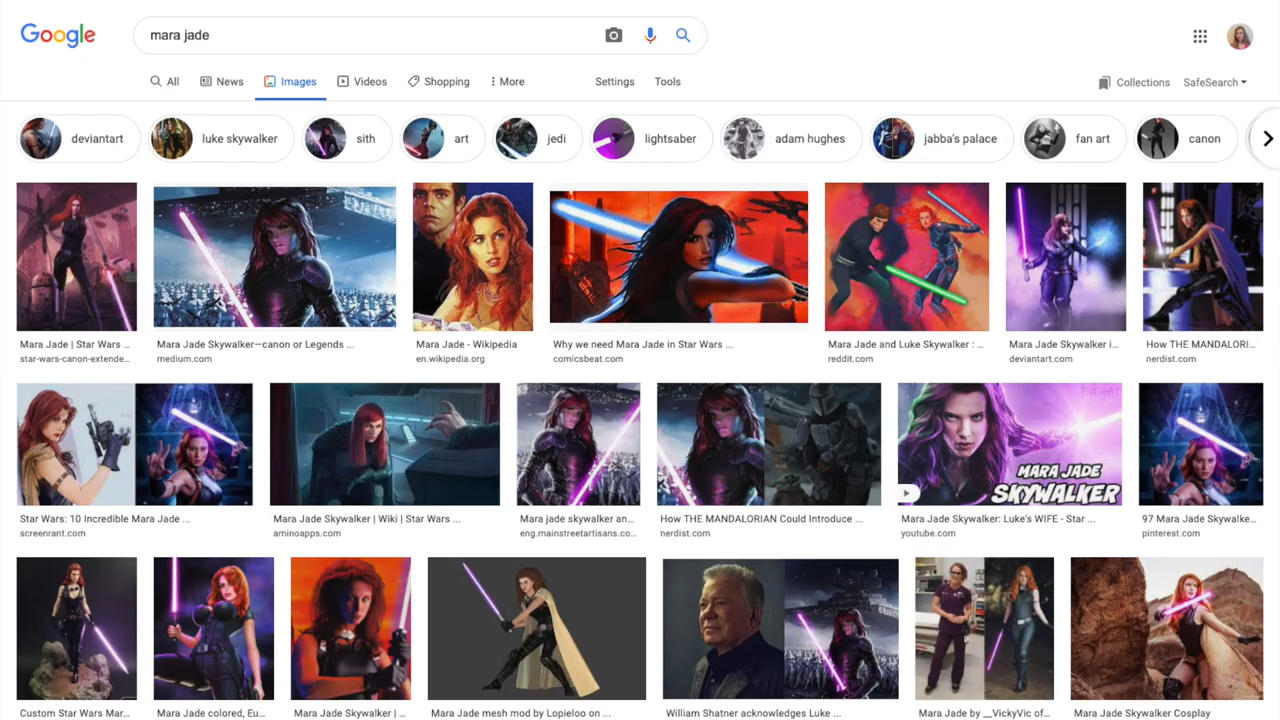 Google
mara jade
All
News
Images
Videos
Shopping
More
Settings
Tools
Collections
SafeSearch
deviantart
luke skywalker
sith
art
jedi
lightsaber
adam hughes
jabba's palace
fan art
canon
Mara Jade | Star Wars ...
star-wars-canon-extende...
Mara Jade Skywalker—canon or Legends ...
medium.com
Mara Jade - Wikipedia
en.wikipedia.org
Why we need Mara Jade in Star Wars ...
comicsbeat.com
Mara Jade and Luke Skywalker : ...
reddit.com
Mara Jade Skywalker i...
deviantart.com
How THE MANDALORI...
nerdist.com
MARA JADE
SKYWALKER
Star Wars: 10 Incredible Mara Jade ...
screenrant.com
Mara Jade Skywalker | Wiki | Star Wars ...
aminoapps.com
Mara jade skywalker an...
eng.mainstreetartisans.co...
How THE MANDALORIAN Could Introduce ...
nerdist.com
Mara Jade Skywalker: Luke's WIFE - Star ...
youtube.com
97 Mara Jade Skywalke...
pinterest.com
Custom Star Wars Mar...
Mara Jade colored, Eu...
Mara Jade Skywalker | ...
Mara Jade mesh mod by Lopieloo on ...
William Shatner acknowledges Luke ...
Mara Jade by __VickyVic of...
Mara Jade Skywalker Cosplay